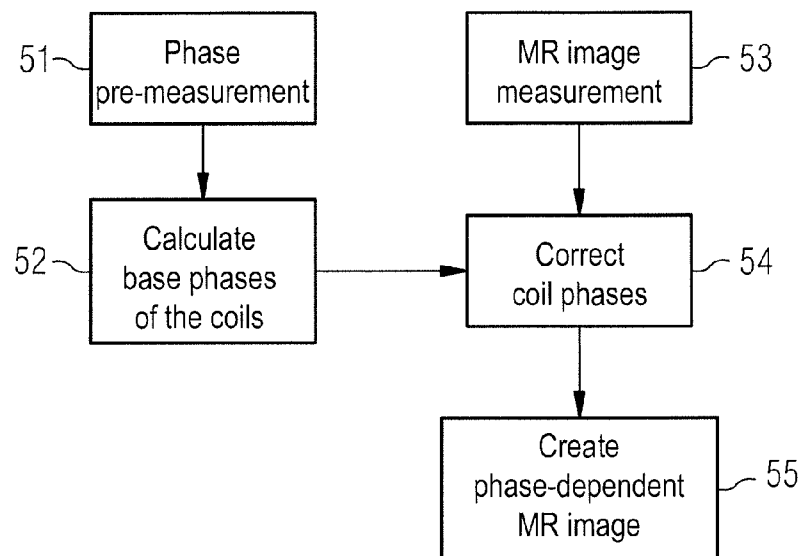 51
Phase
pre-measurement
MR image
measurement
53
52
Calculate
base phases
of the coils
Correct
coil phases
54
Create
phase-dependent
MR image
55